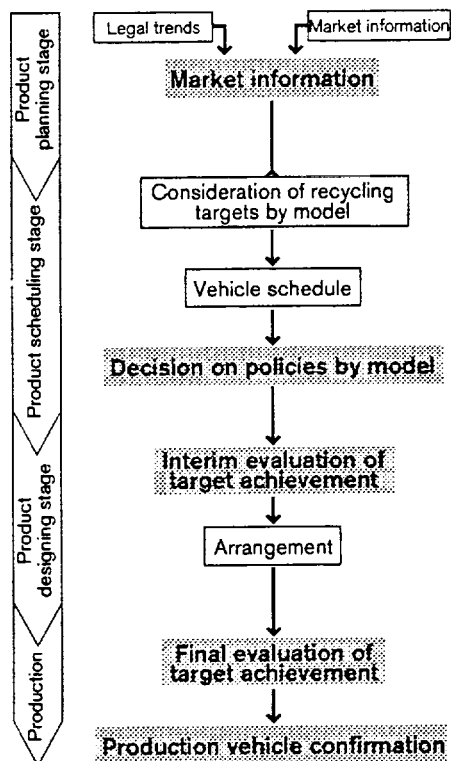 Legal trends
Market information
Market information
Consideration of recycling
targets by model
Vehicle schedule
Decision on policies by model
Interim evaluation of
target achievement
Arrangement
Final evaluation of
target achievement
Production vehicle confirmation
Product
planning stage
Product scheduling stage
Product
designing stage
Production